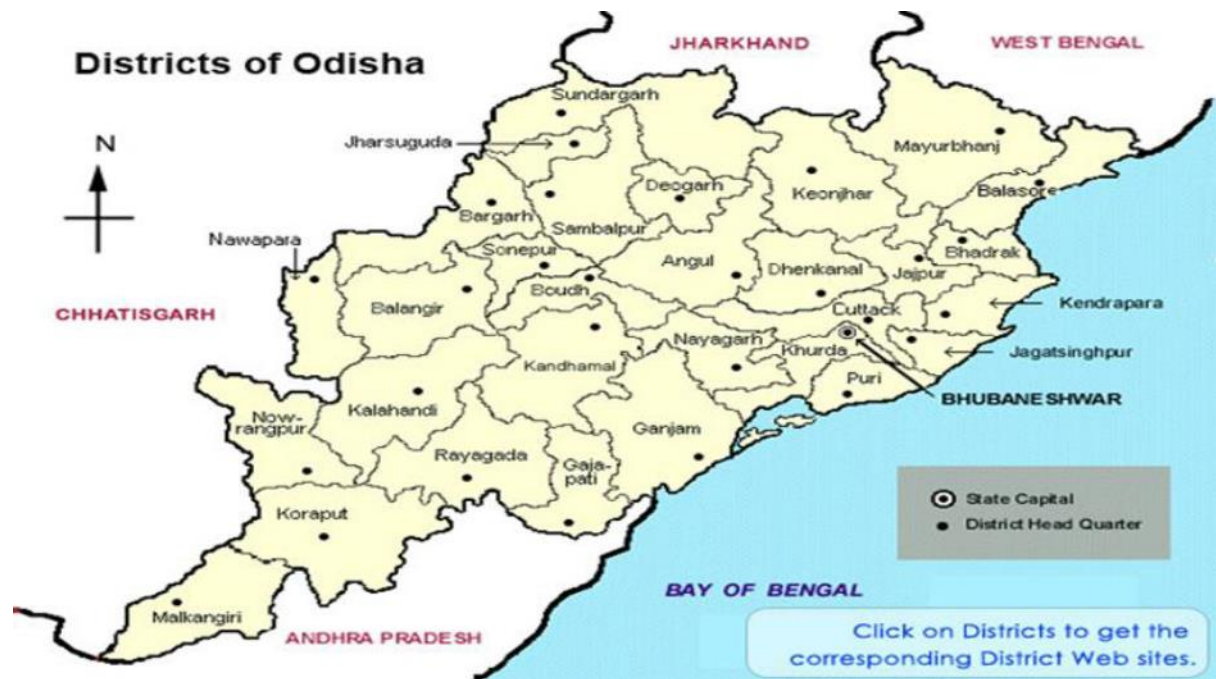 JHARKHAND
WEST BENGAL
Districts of Odisha
Sundargarh
N
Jharsuguda
Mayurbhanj
Deogarh
Keonjhar
Balasore
Bargarh
Sambalpur
Nawapara
Sonepur
Angul
Dhenkanal
Bhadrak
Jajpur
Boudh
Balangir
CHHATISGARH
Cuttack
Kendrapara
Nayagarh
Khurda
Jagatsinghpur
Kandhamal
Puri
BHUBANESHWAR
Kalahandi
Now-
rangpur
Ganjam
Rayagada
Gaja-
pati
Koraput
State Capital
District Head Quarter
BAY OF BENGAL
Malkangiri
ANDHRA PRADESH
Click on Districts to get the
corresponding District Web sites.